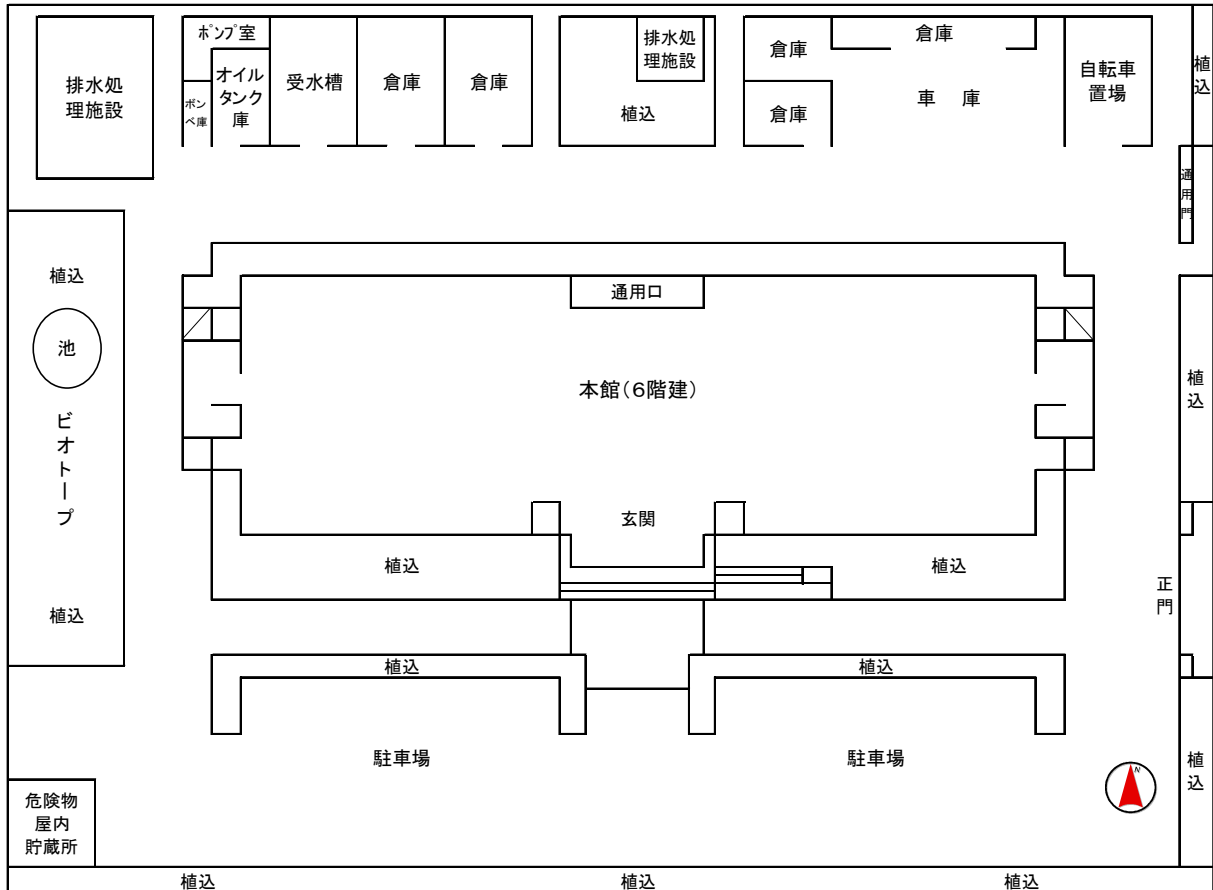 ポンプ室
排水処
理施設
オイル
タンク
庫
ボン
ベ庫
受水槽
倉庫
倉庫
排水処
理施設
植込
倉庫
倉庫
倉庫
車 庫
自転車
置場
植込
通用門
植込
池
ビオトープ
植込
通用口
本館(6階建)
玄関
植込
植込
植込
正門
植込
植込
駐車場
駐車場
N
植込
危険物
屋内
貯蔵所
植込
植込
植込